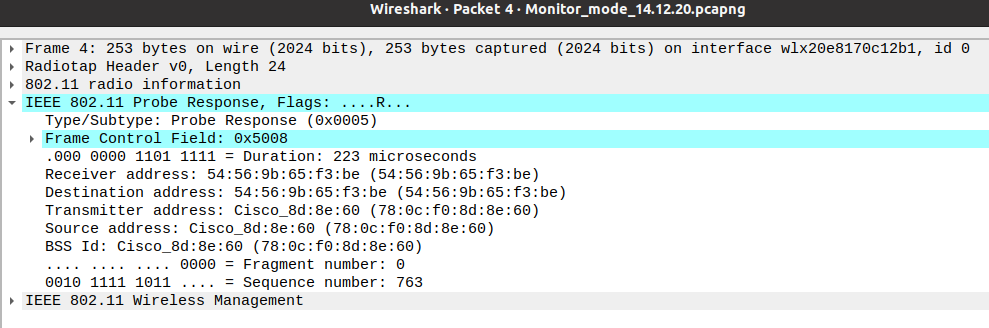 Wireshark · Packet 4 · Monitor_mode_14.12.20.pcapng
Frame 4: 253 bytes on wire (2024 bits), 253 bytes captured (2024 bits) on interface wlx20e8170c12b1, id 0
Radiotap Header v0, Length 24
802.11 radio information
IEEE 802.11 Probe Response, Flags: ....R...
Type/Subtype: Probe Response (0x0005)
Frame Control Field: 0x5008
.000 0000 1101 1111 = Duration: 223 microseconds
Receiver address: 54:56:9b:65:f3:be (54:56:9b:65:f3:be)
Destination address: 54:56:9b:65:f3:be (54:56:9b:65:f3:be)
Transmitter address: Cisco_8d:8e:60 (78:0c:f0:8d:8e:60)
Source address: Cisco_8d:8e:60 (78:0c:f0:8d:8e:60)
BSS Id: Cisco_8d:8e:60 (78:0c:f0:8d:8e:60)
.... .... .... 0000 = Fragment number: 0
0010 1111 1011 .... = Sequence number: 763
IEEE 802.11 Wireless Management